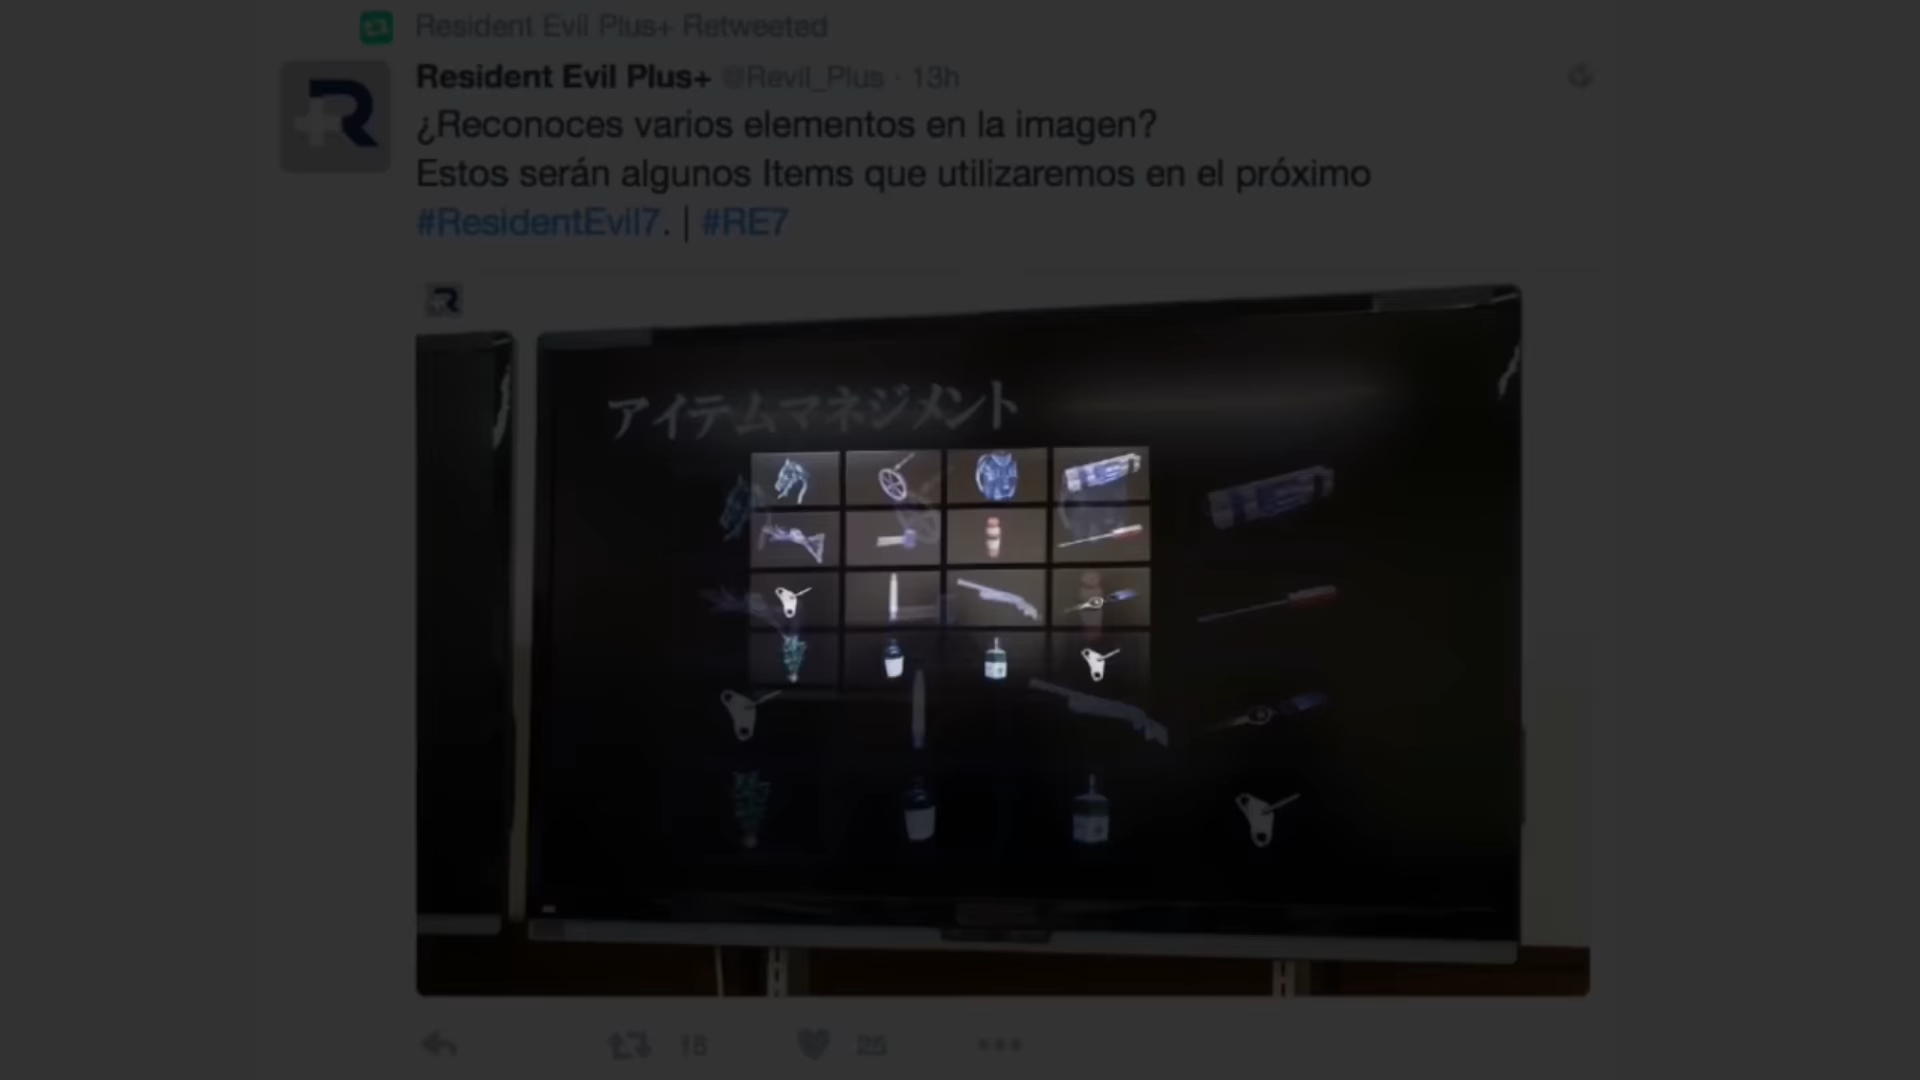 Resident Evil Plus+ Retweeted
Resident Evil Plus+ @Revil_Plus · 13h
¿Reconoces varios elementos en la imagen?
Estos serán algunos Items que utilizaremos en el próximo
#ResidentEvil7. | #RE7
アイテムマネジメント
18
25